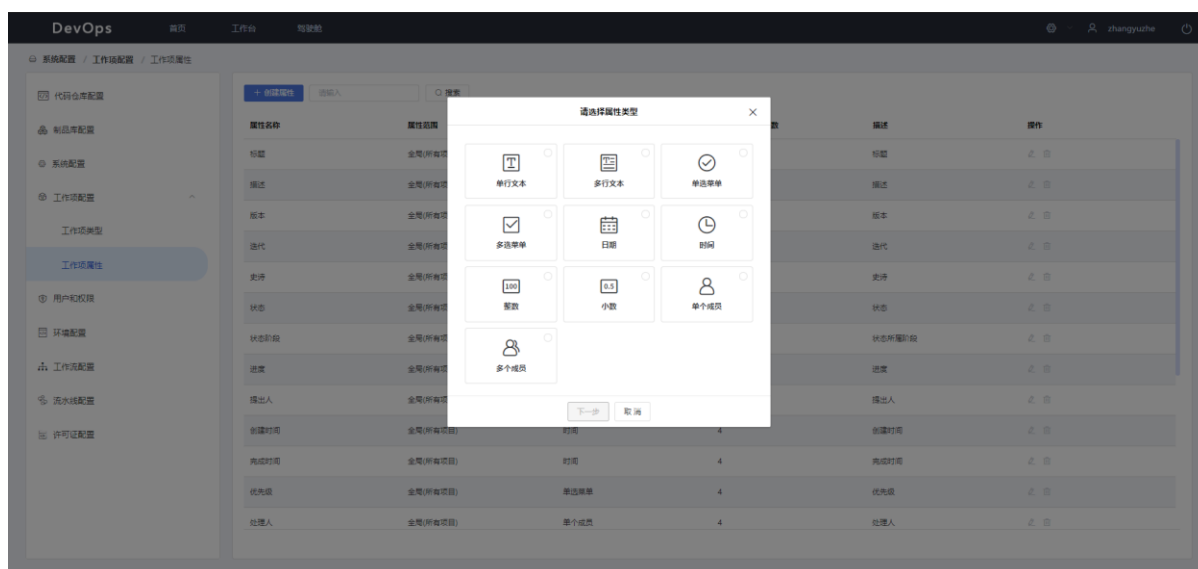 DevOps 首页 工作台 驾驶舱 zhangyuzhe
系统配置 / 工作项配置 / 工作项属性
代码仓库配置
制品库配置
系统配置
工作项配置
工作项类型
工作项属性
用户和权限
环境配置
工作流配置
流水线配置
许可证配置
+ 创建属性 请输入 搜索
属性名称 属性范围 数 描述 操作
标题 全局(所有项 标题
描述 全局(所有项 描述
版本 全局(所有项 版本
迭代 全局(所有项 迭代
史诗 全局(所有项 史诗
状态 全局(所有项 状态
状态阶段 全局(所有项 状态所属阶段
进度 全局(所有项 进度
提出人 全局(所有项 提出人
创建时间 全局(所有项目) 时间 4 创建时间
完成时间 全局(所有项目) 时间 4 完成时间
优先级 全局(所有项目) 单选菜单 4 优先级
处理人 全局(所有项目) 单个成员 4 处理人
请选择属性类型
单行文本 多行文本 单选菜单
多选菜单 日期 时间
100 0.5
整数 小数 单个成员
多个成员
下一步 取消